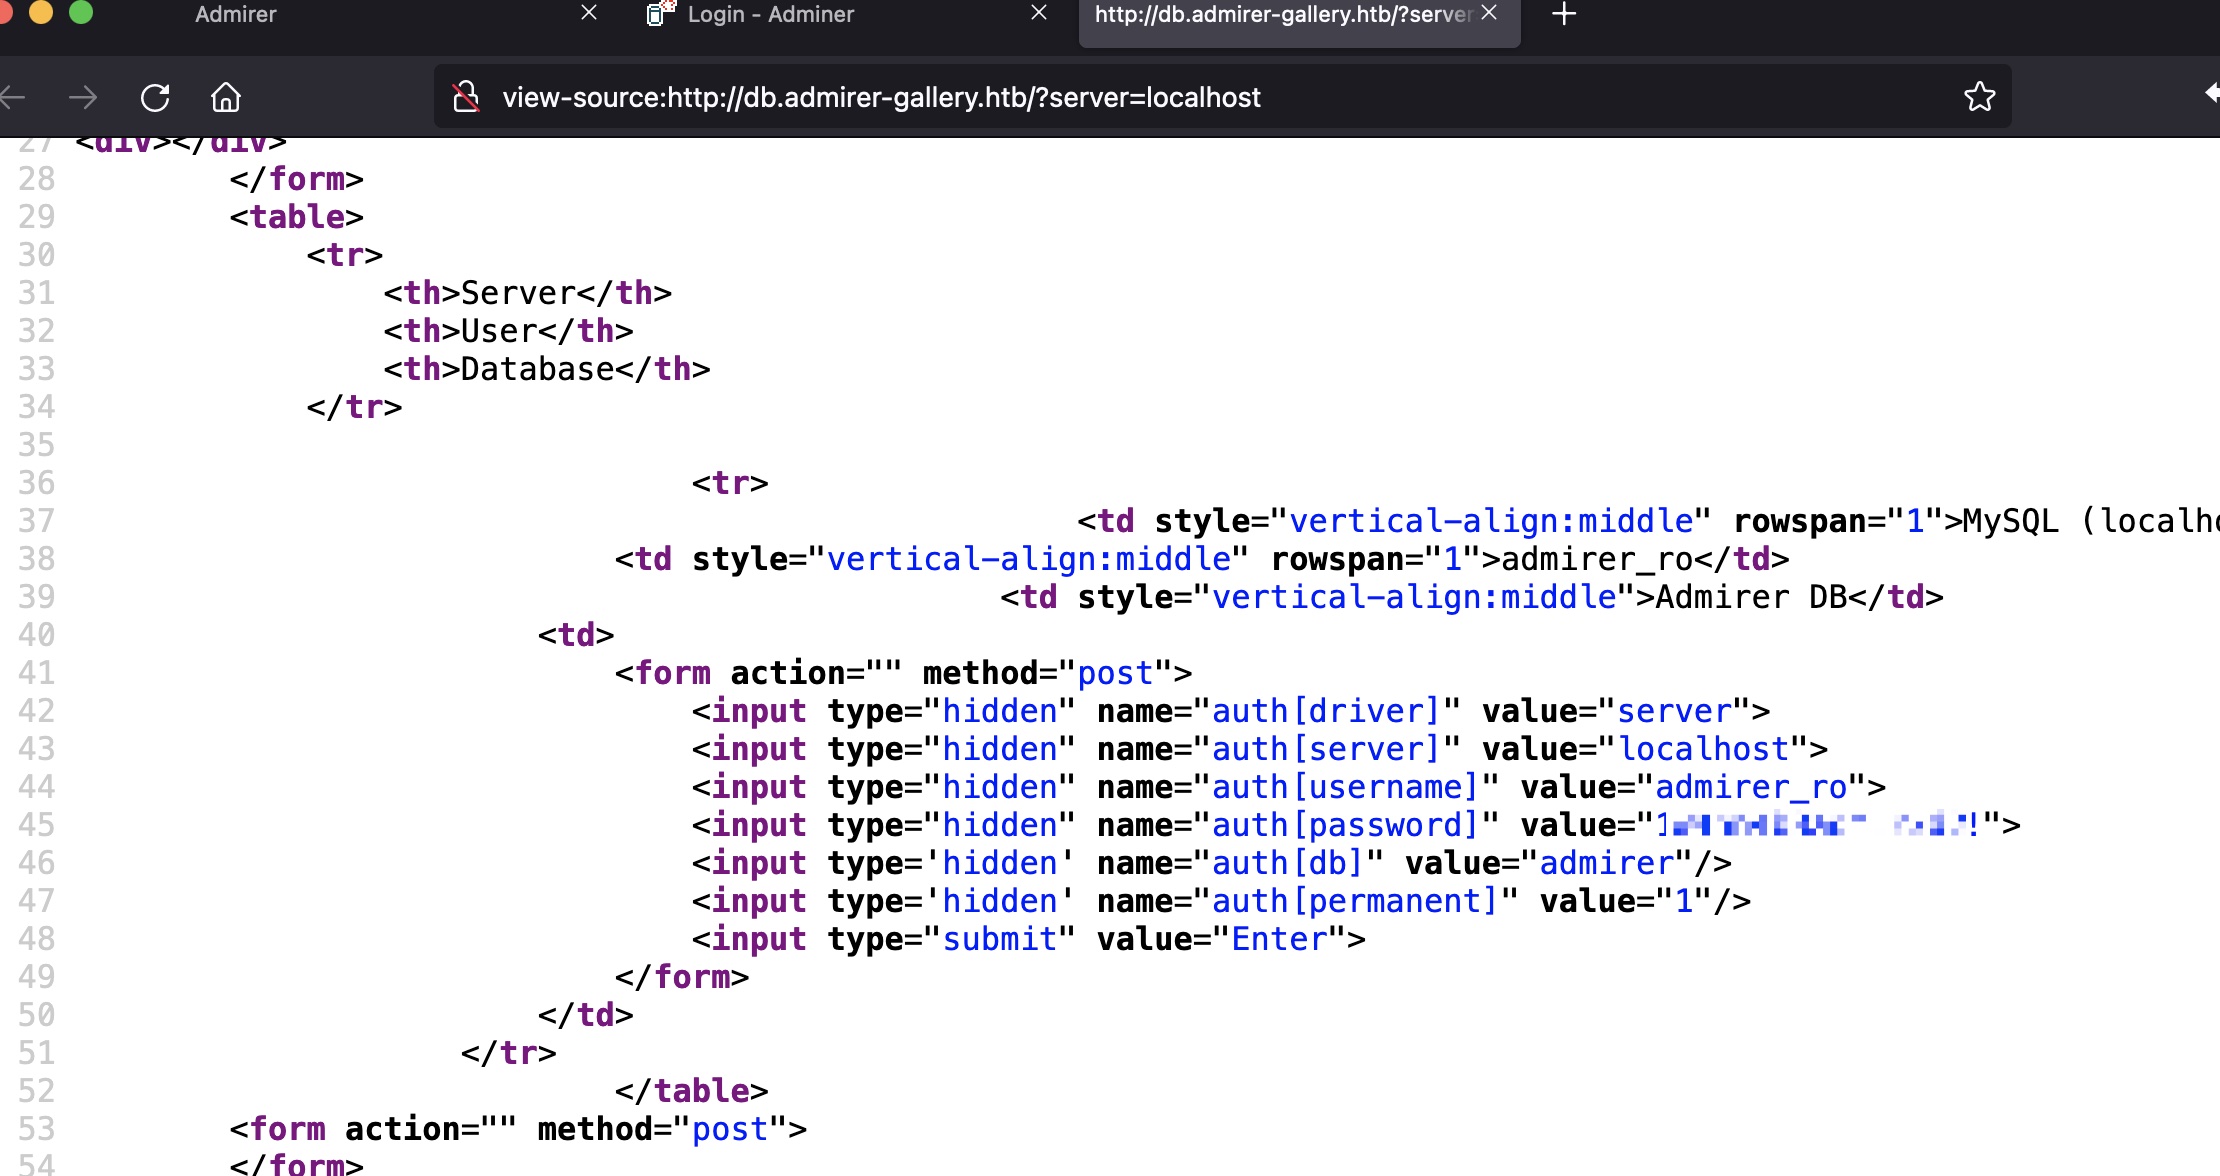 Admirer
Login - Adminer
http://db.admirer-gallery.htb/?server
view-source:http://db.admirer-gallery.htb/?server=localhost
27 <div></div>
28 </form>
29 <table>
30 <tr>
31 <th>Server</th>
32 <th>User</th>
33 <th>Database</th>
34 </tr>
35
36 <tr>
37 <td style="vertical-align:middle" rowspan="1">MySQL (localho
38 <td style="vertical-align:middle" rowspan="1">admirer_ro</td>
39 <td style="vertical-align:middle">Admirer DB</td>
40 <td>
41 <form action="" method="post">
42 <input type="hidden" name="auth[driver]" value="server">
43 <input type="hidden" name="auth[server]" value="localhost">
44 <input type="hidden" name="auth[username]" value="admirer_ro">
45 <input type="hidden" name="auth[password]" value="1 !">
46 <input type='hidden' name="auth[db]" value="admirer"/>
47 <input type='hidden' name="auth[permanent]" value="1"/>
48 <input type="submit" value="Enter">
49 </form>
50 </td>
51 </tr>
52 </table>
53 <form action="" method="post">
54 </form>